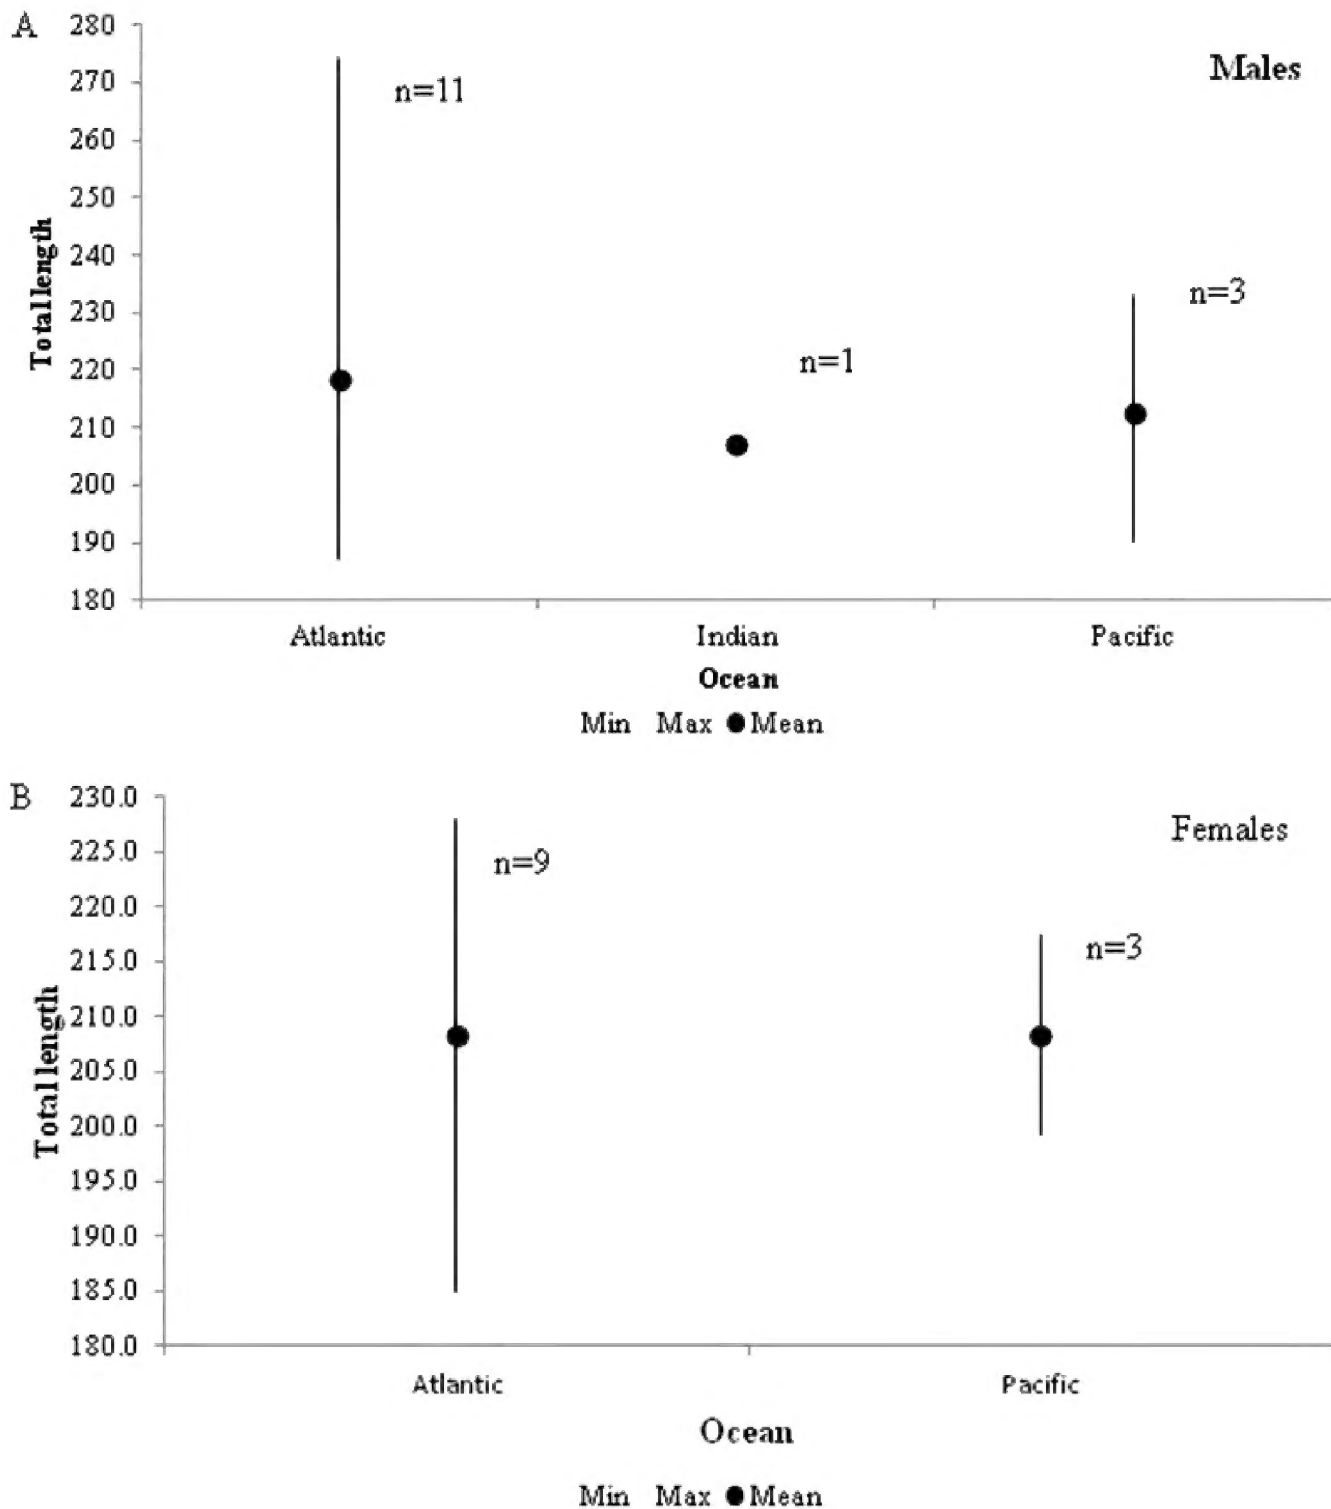 A
Males
280
270
260
250
240
230
220
210
200
190
180
Total length
n=11
n=1
n=3
Atlantic Indian Pacific
Ocean
Min Max Mean
B
Females
230.0
225.0
220.0
215.0
210.0
205.0
200.0
195.0
190.0
185.0
180.0
Total length
n=9
n=3
Atlantic Pacific
Ocean
Min Max Mean